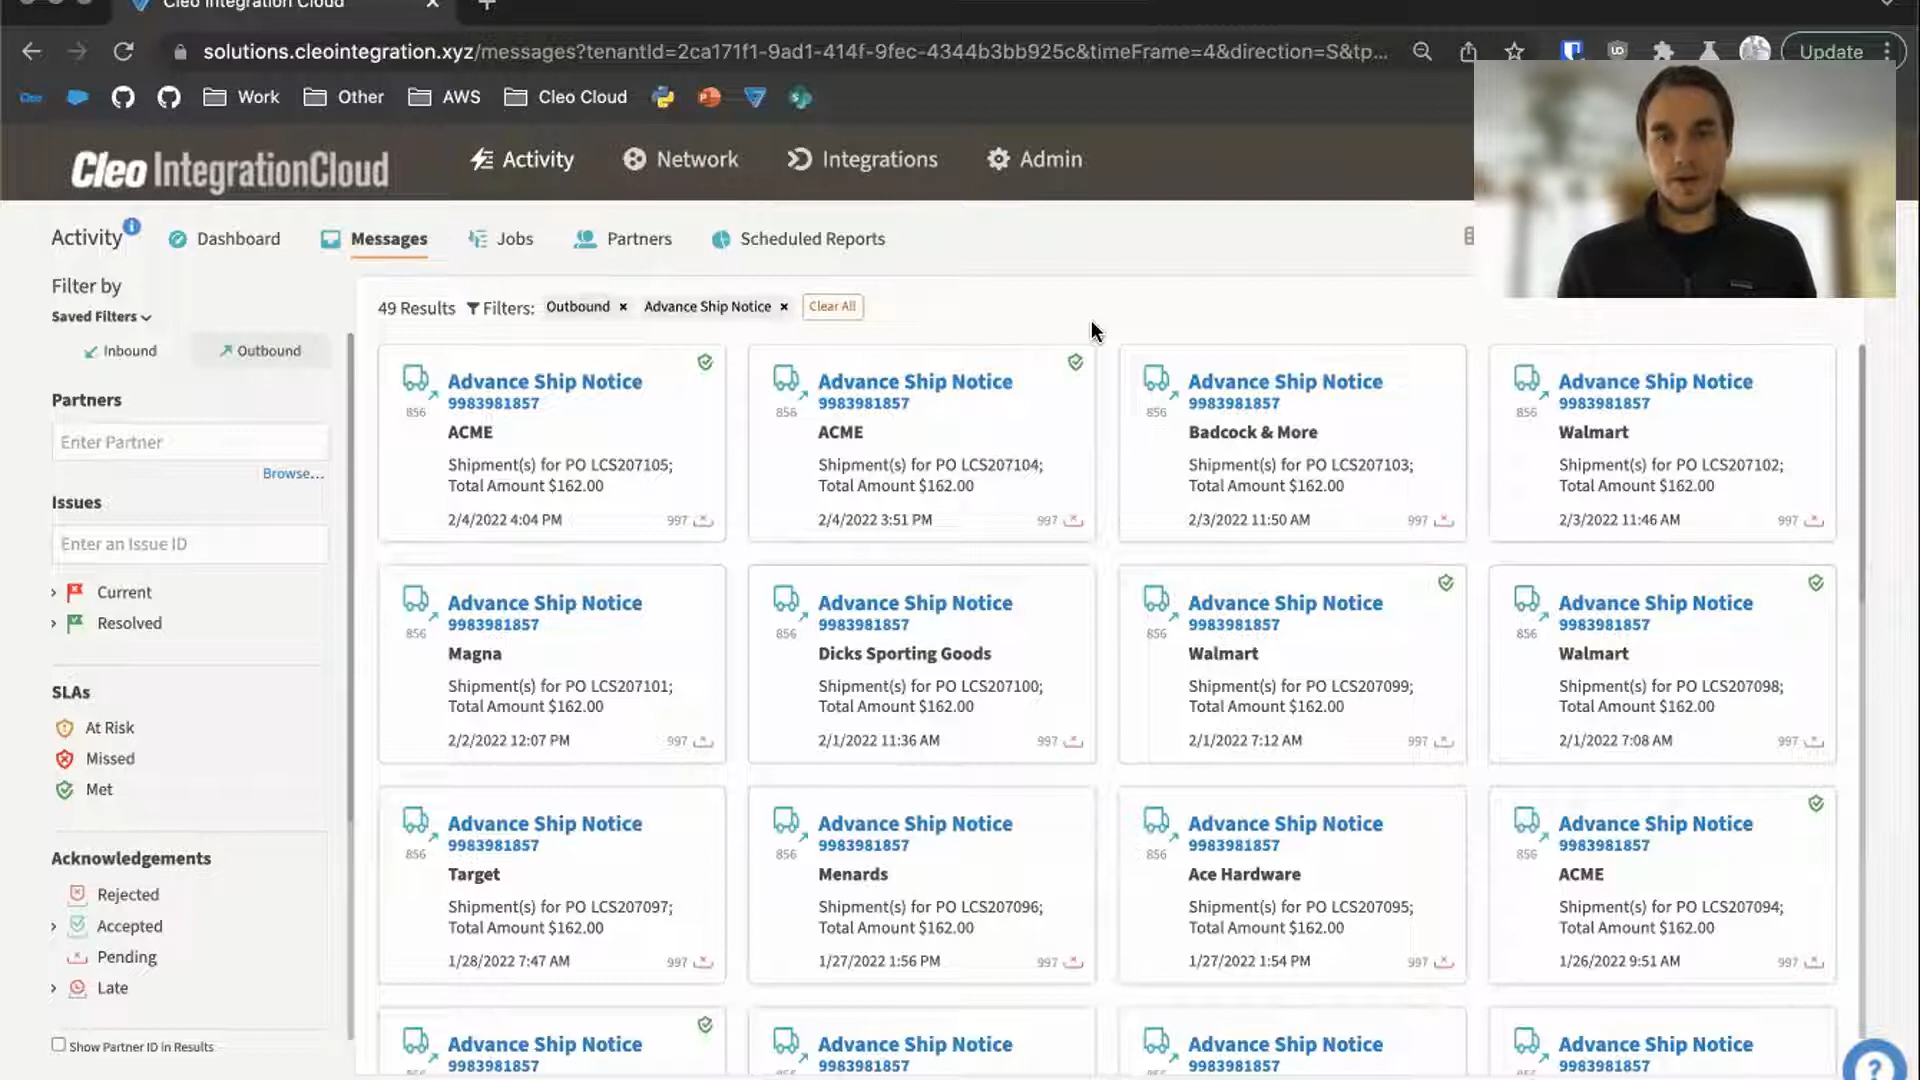 Cleo Integration Cloud
solutions.cleointegration.xyz/messages?tenantId=2ca171f1-9ad1-414f-9fec-4344b3bb925c&timeFrame=4&direction=S&tp...
Update
Cleo
Work
Other
AWS
Cleo Cloud
Cleo IntegrationCloud
Activity
Network
Integrations
Admin
Activity
Dashboard
Messages
Jobs
Partners
Scheduled Reports
Filter by
Saved Filters
Inbound
Outbound
Partners
Enter Partner
Browse...
Issues
Enter an Issue ID
Current
Resolved
SLAs
At Risk
Missed
Met
Acknowledgements
Rejected
Accepted
Pending
Late
Show Partner ID in Results
49 Results Filters: Outbound × Advance Ship Notice × Clear All
Advance Ship Notice
856
9983981857
ACME
Shipment(s) for PO LCS207105;
Total Amount $162.00
2/4/2022 4:04 PM
997
Advance Ship Notice
856
9983981857
ACME
Shipment(s) for PO LCS207104;
Total Amount $162.00
2/4/2022 3:51 PM
997
Advance Ship Notice
856
9983981857
Badcock & More
Shipment(s) for PO LCS207103;
Total Amount $162.00
2/3/2022 11:50 AM
997
Advance Ship Notice
856
9983981857
Walmart
Shipment(s) for PO LCS207102;
Total Amount $162.00
2/3/2022 11:46 AM
997
Advance Ship Notice
856
9983981857
Magna
Shipment(s) for PO LCS207101;
Total Amount $162.00
2/2/2022 12:07 PM
997
Advance Ship Notice
856
9983981857
Dicks Sporting Goods
Shipment(s) for PO LCS207100;
Total Amount $162.00
2/1/2022 11:36 AM
997
Advance Ship Notice
856
9983981857
Walmart
Shipment(s) for PO LCS207099;
Total Amount $162.00
2/1/2022 7:12 AM
997
Advance Ship Notice
856
9983981857
Walmart
Shipment(s) for PO LCS207098;
Total Amount $162.00
2/1/2022 7:08 AM
997
Advance Ship Notice
856
9983981857
Target
Shipment(s) for PO LCS207097;
Total Amount $162.00
1/28/2022 7:47 AM
997
Advance Ship Notice
856
9983981857
Menards
Shipment(s) for PO LCS207096;
Total Amount $162.00
1/27/2022 1:56 PM
997
Advance Ship Notice
856
9983981857
Ace Hardware
Shipment(s) for PO LCS207095;
Total Amount $162.00
1/27/2022 1:54 PM
997
Advance Ship Notice
856
9983981857
ACME
Shipment(s) for PO LCS207094;
Total Amount $162.00
1/26/2022 9:51 AM
997
Advance Ship Notice
9983981857
Advance Ship Notice
9983981857
Advance Ship Notice
9983981857
Advance Ship Notice
9983981857
?